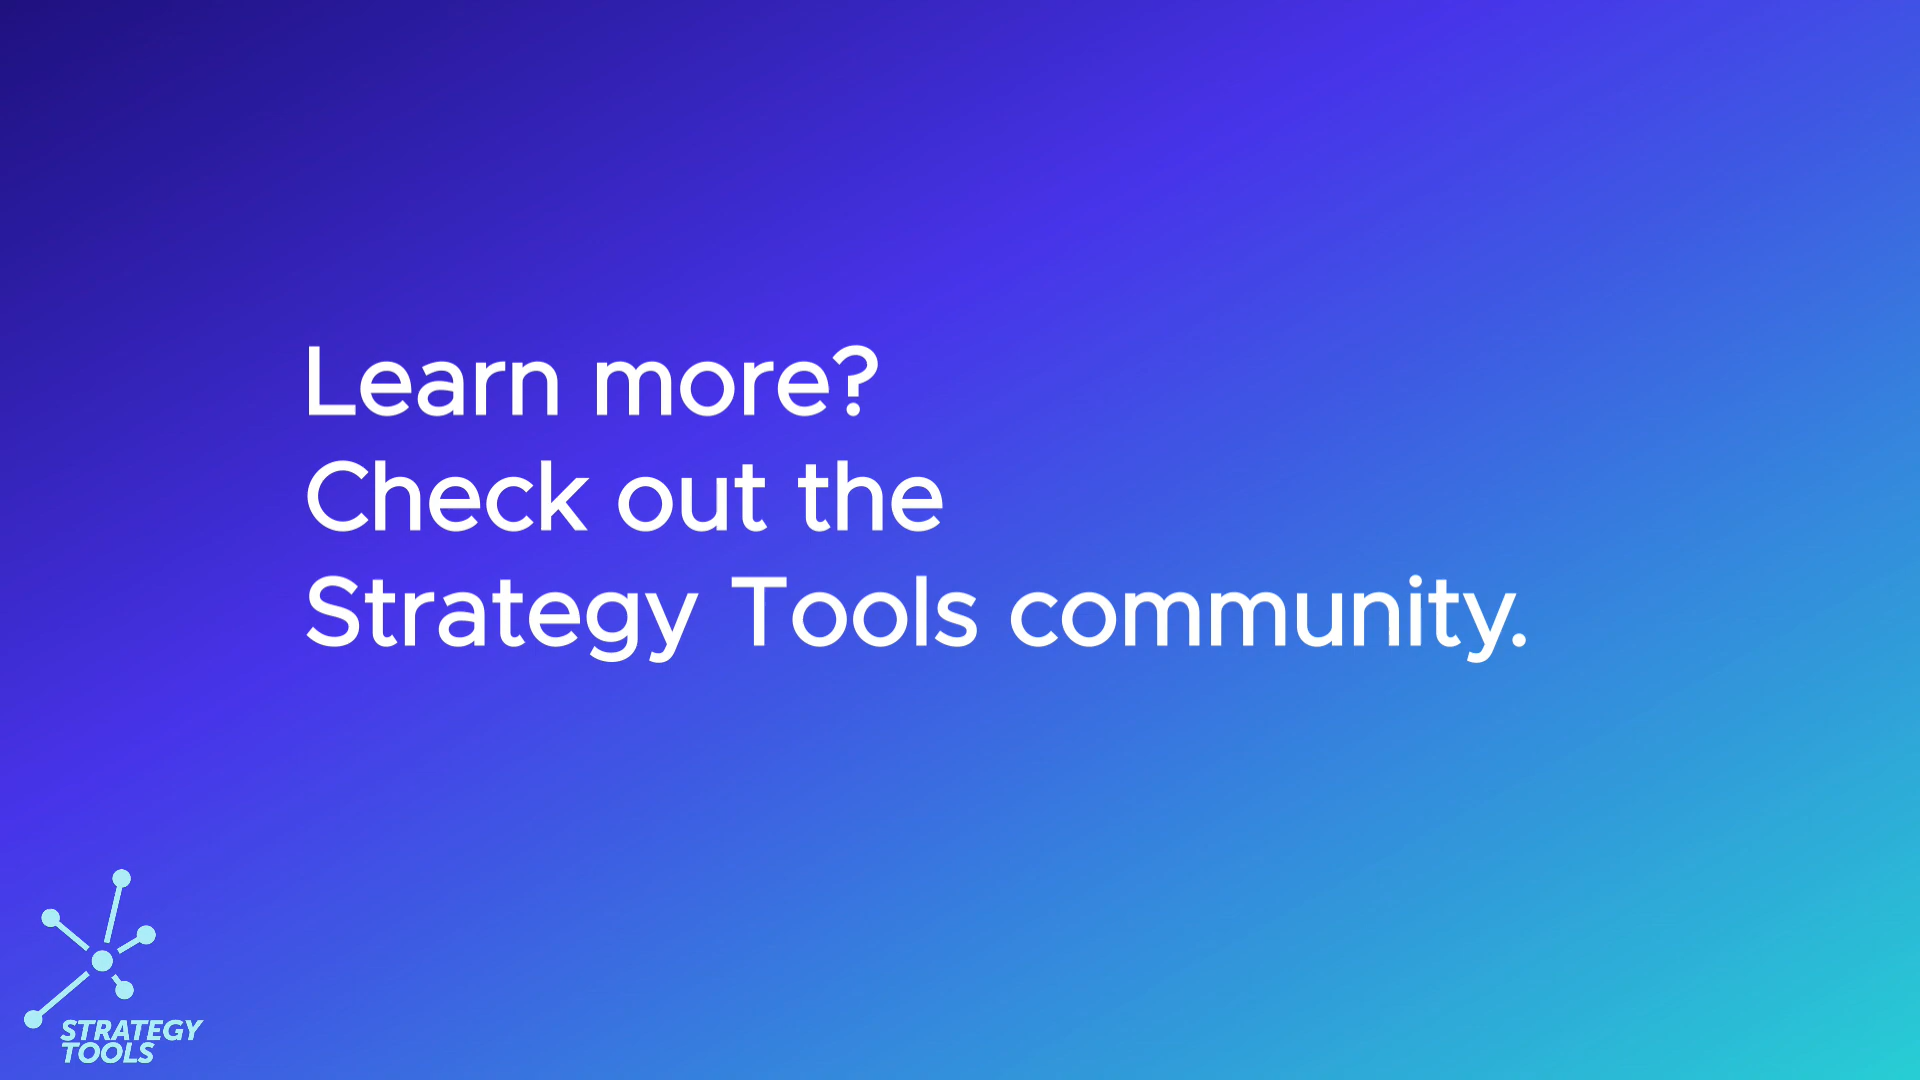 Learn more?
Check out the
Strategy Tools community.
STRATEGY
TOOLS